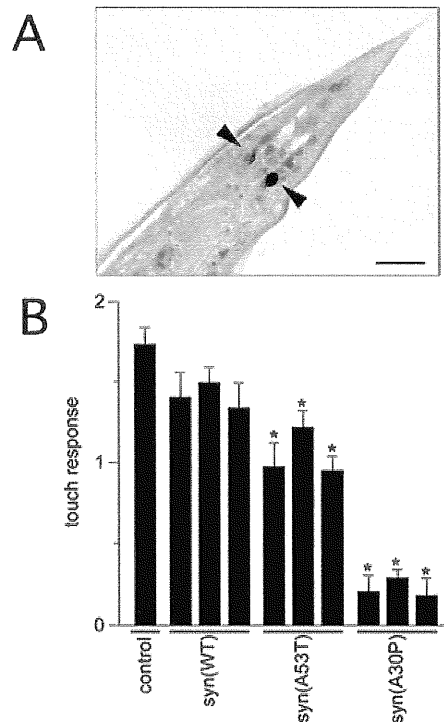 A
B
2
1
0
touch response
* * *
* * *
control
syn(WT)
syn(A53T)
syn(A30P)